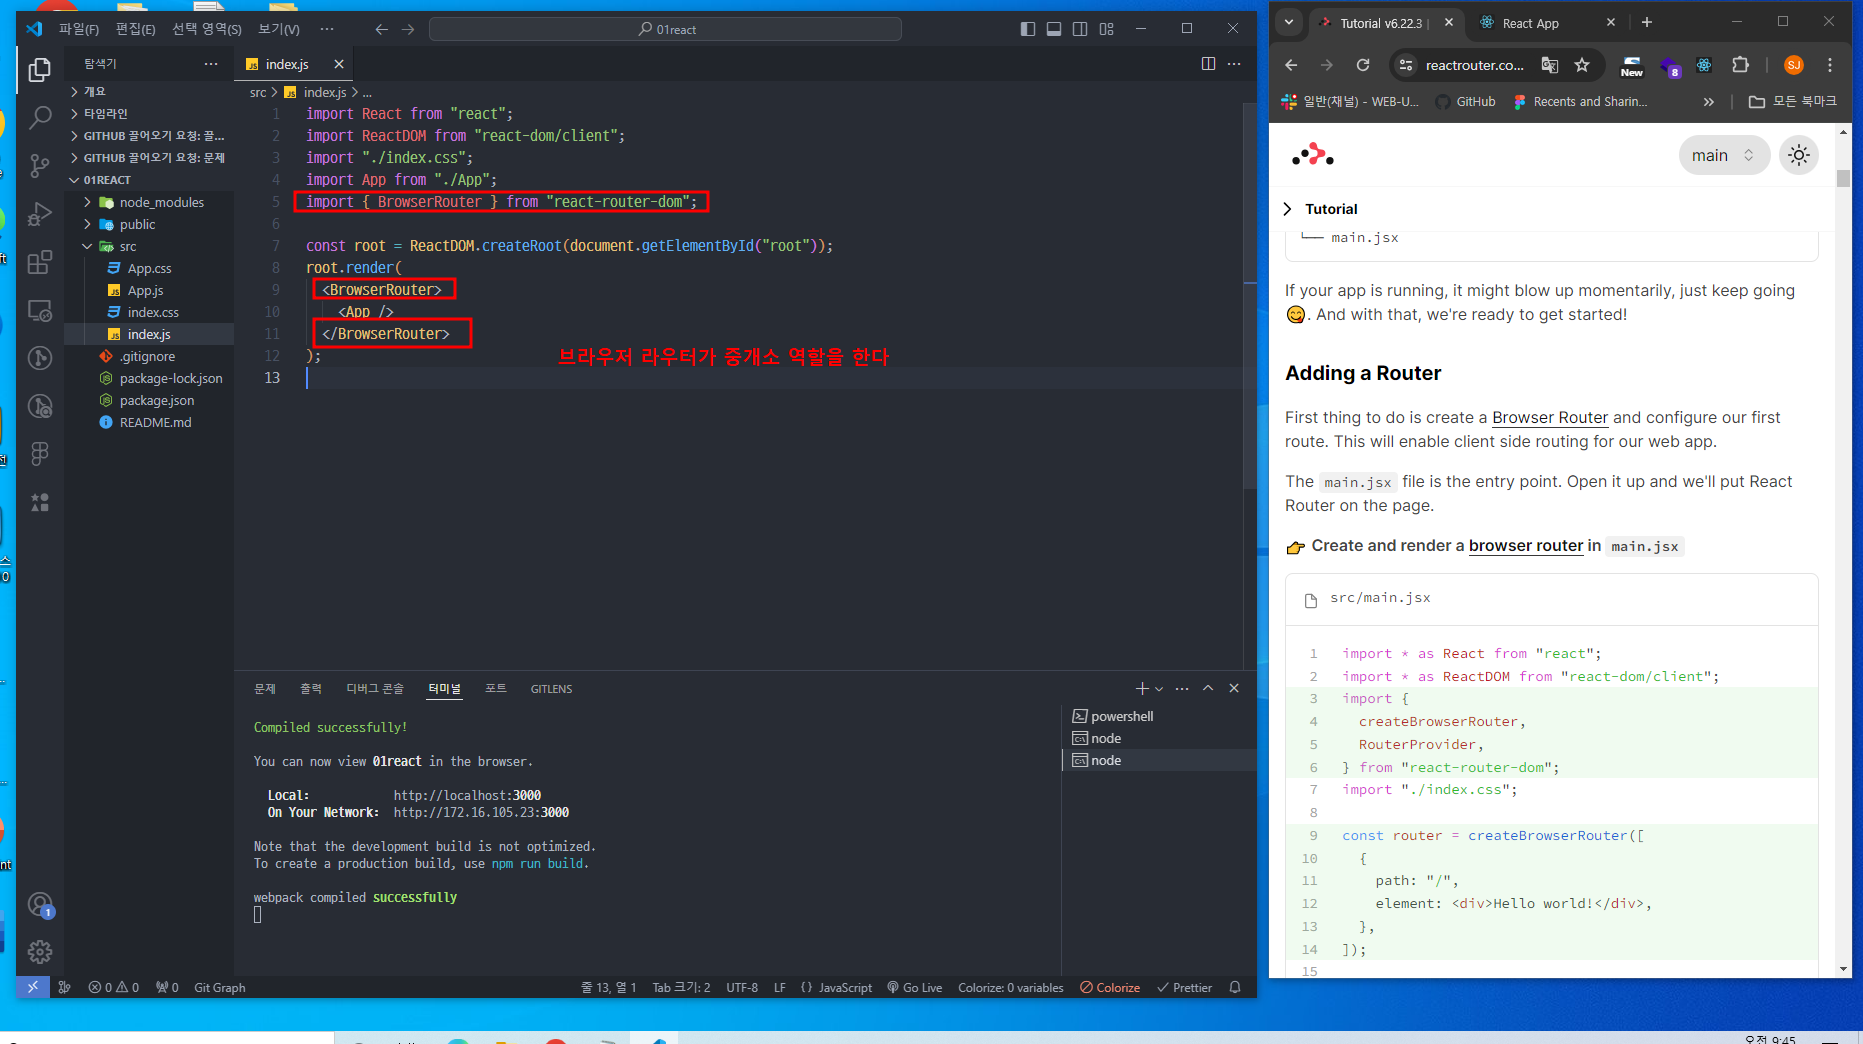 파일(F) 편집(E) 선택 영역(S) 보기(V) ··· 01react
탐색기 ···
개요
타임라인
GITHUB 끌어오기 요청: 끌...
GITHUB 끌어오기 요청: 문제
01REACT
node_modules
public
src
App.css
App.js
index.css
index.js
.gitignore
package-lock.json
package.json
README.md
index.js
src > index.js > ...
1 import React from "react";
2 import ReactDOM from "react-dom/client";
3 import "./index.css";
4 import App from "./App";
5 import { BrowserRouter } from "react-router-dom";
6
7 const root = ReactDOM.createRoot(document.getElementById("root"));
8 root.render(
9 <BrowserRouter>
10 <App />
11 </BrowserRouter>
12 );
13
브라우저 라우터가 중개소 역할을 한다
문제 출력 디버그 콘솔 터미널 포트 GITLENS
Compiled successfully!
You can now view 01react in the browser.
Local: http://localhost:3000
On Your Network: http://172.16.105.23:3000
Note that the development build is not optimized.
To create a production build, use npm run build.
webpack compiled successfully
powershell
node
node
1
0 0 0 Git Graph 줄 13, 열 1 Tab 크기: 2 UTF-8 LF {} JavaScript Go Live Colorize: 0 variables Colorize Prettier
Tutorial v6.22.3 | React App
reactrouter.co... New 8 SJ
일반(채널) - WEB-U... GitHub Recents and Sharin... » 모든 북마크
main
Tutorial
└── main.jsx
If your app is running, it might blow up momentarily, just keep going
😋. And with that, we're ready to get started!
Adding a Router
First thing to do is create a Browser Router and configure our first
route. This will enable client side routing for our web app.
The main.jsx file is the entry point. Open it up and we'll put React
Router on the page.
👉 Create and render a browser router in main.jsx
src/main.jsx
1 import * as React from "react";
2 import * as ReactDOM from "react-dom/client";
3 import {
4 createBrowserRouter,
5 RouterProvider,
6 } from "react-router-dom";
7 import "./index.css";
8
9 const router = createBrowserRouter([
10 {
11 path: "/",
12 element: <div>Hello world!</div>,
13 },
14 ]);
15
오전 9:45